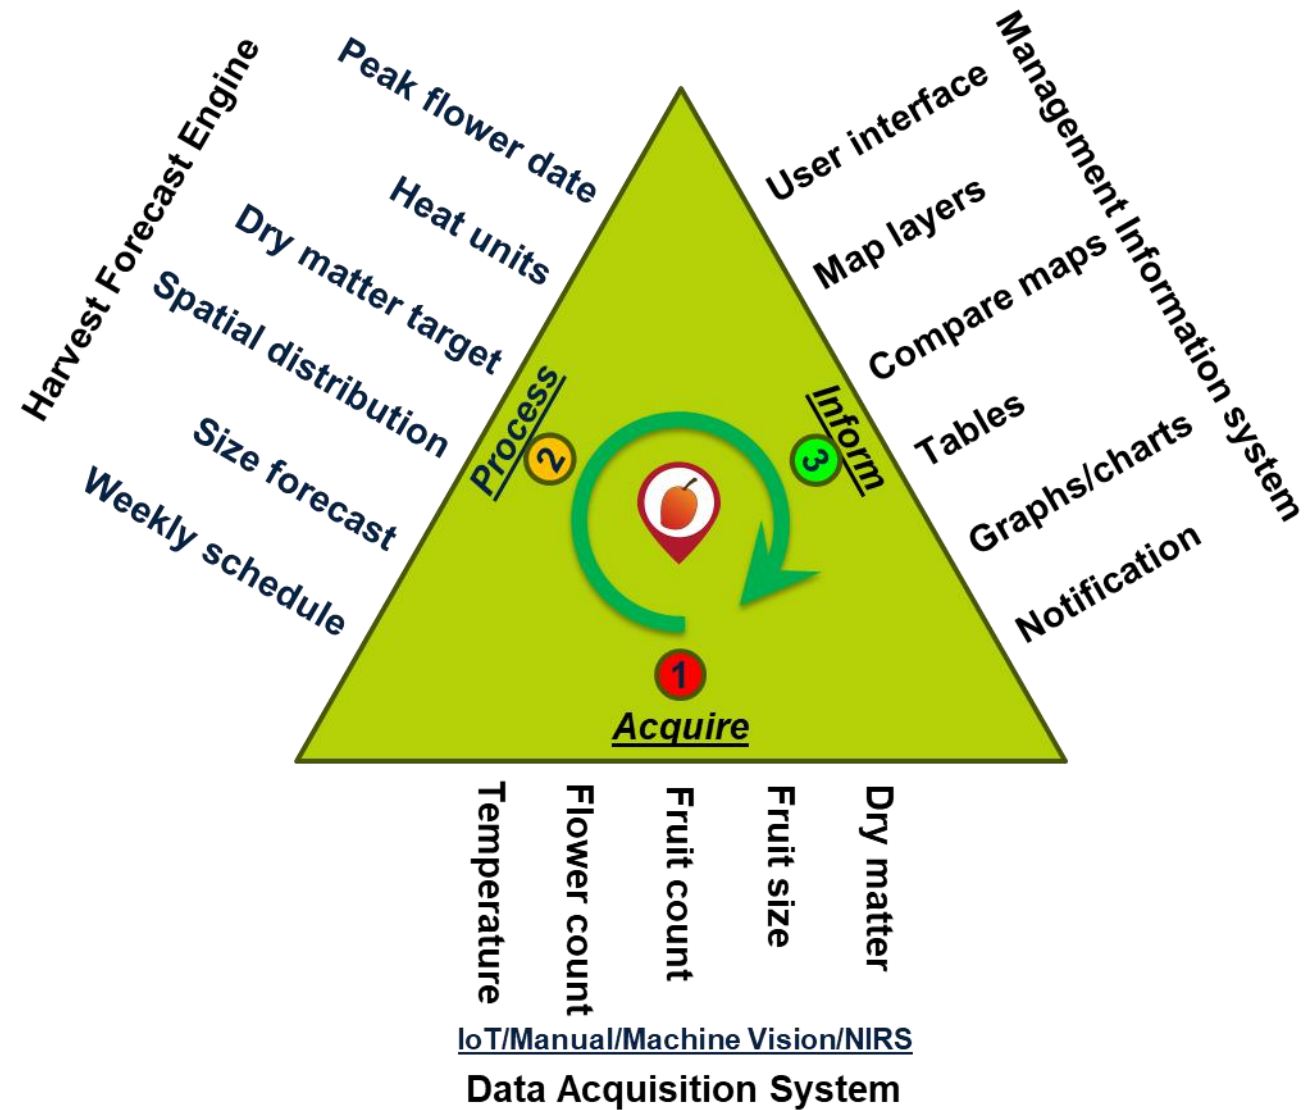 Harvest Forecast Engine
Peak flower date
Heat units
Dry matter target
Spatial distribution
Size forecast
Weekly schedule
Process
2
Management Information system
User interface
Map layers
Compare maps
Tables
Graphs/charts
Notification
Inform
3
1
Acquire
Temperature
Flower count
Fruit count
Fruit size
Dry matter
IoT/Manual/Machine Vision/NIRS
Data Acquisition System